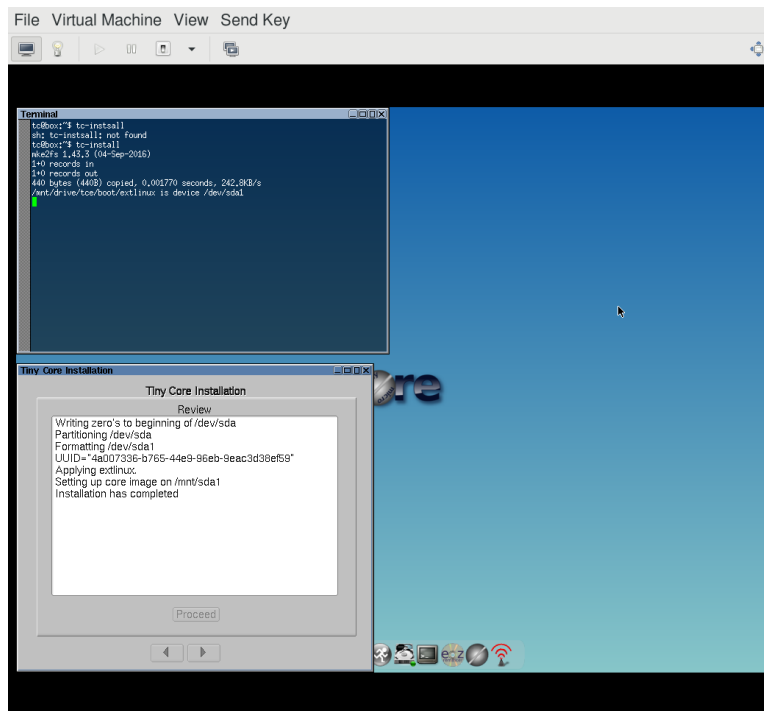 File Virtual Machine View Send Key
Terminal
tc@box:~$ tc-instsall
sh: tc-instsall: not found
tc@box:~$ tc-install
mke2fs 1.43.3 (04-Sep-2016)
1+0 records in
1+0 records out
440 bytes (440B) copied, 0.001770 seconds, 242.8KB/s
/mnt/drive/tce/boot/extlinux is device /dev/sda1
Tiny Core Installation
Tiny Core Installation
Review
Writing zero's to beginning of /dev/sda
Partitioning /dev/sda
Formatting /dev/sda1
UUID="4a007336-b765-44e9-96eb-9eac3d38ef59"
Applying extlinux.
Setting up core image on /mnt/sda1
Installation has completed
Proceed
ore